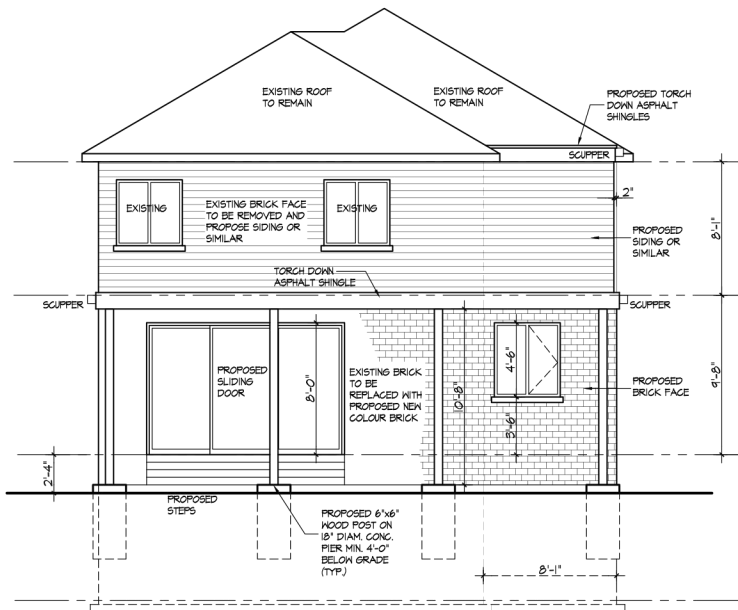 EXISTING ROOF
TO REMAIN
EXISTING ROOF
TO REMAIN
PROPOSED TORCH
DOWN ASPHALT
SHINGLES
SCUPPER
EXISTING
EXISTING BRICK FACE
TO BE REMOVED AND
PROPOSE SIDING OR
SIMILAR
EXISTING
2"
PROPOSED
SIDING OR
SIMILAR
8'-1"
TORCH DOWN
ASPHALT SHINGLE
SCUPPER
SCUPPER
PROPOSED
SLIDING
DOOR
8'-0"
EXISTING BRICK
TO BE
REPLACED WITH
PROPOSED NEW
COLOUR BRICK
10'-8"
4'-6"
3'-6"
PROPOSED
BRICK FACE
9'-8"
2'-4"
PROPOSED
STEPS
PROPOSED 6"x6"
WOOD POST ON
18" DIAM. CONC.
PIER MIN. 4'-0"
BELOW GRADE
(TYP.)
8'-1"